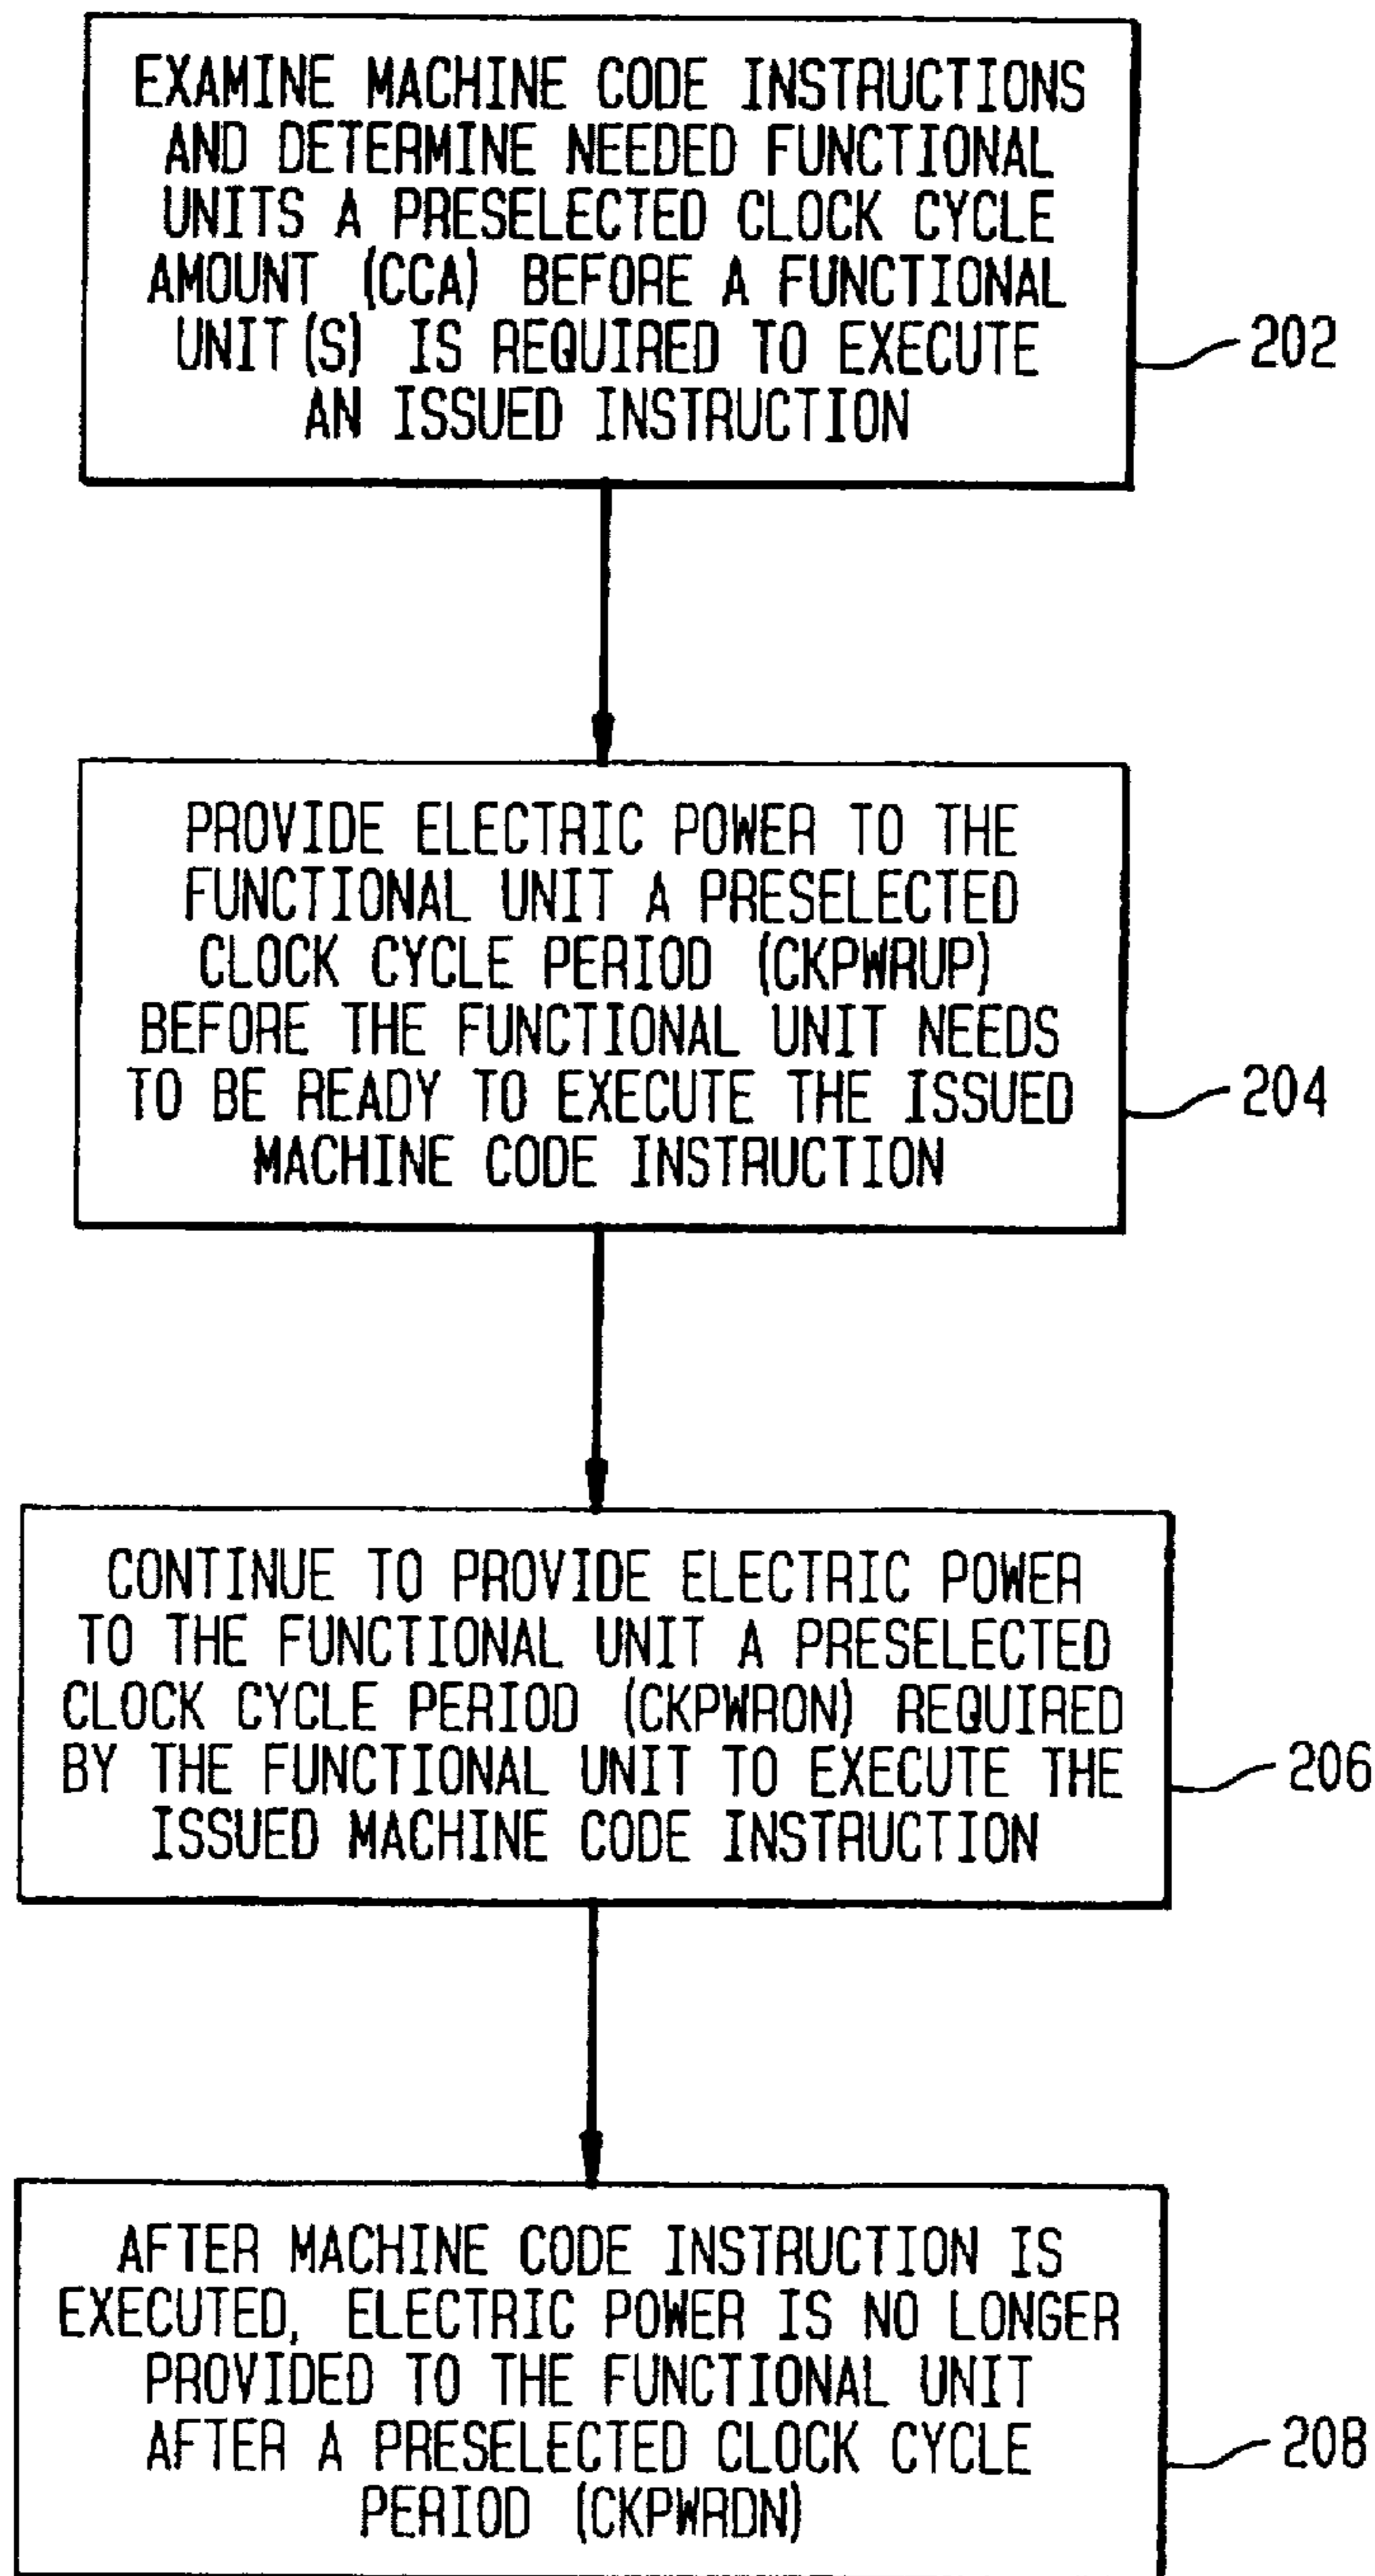 EXAMINE MACHINE CODE INSTRUCTIONS
AND DETERMINE NEEDED FUNCTIONAL
UNITS A PRESELECTED CLOCK CYCLE
AMOUNT (CCA) BEFORE A FUNCTIONAL
UNIT(S) IS REQUIRED TO EXECUTE
AN ISSUED INSTRUCTION
202
PROVIDE ELECTRIC POWER TO THE
FUNCTIONAL UNIT A PRESELECTED
CLOCK CYCLE PERIOD (CKPWRUP)
BEFORE THE FUNCTIONAL UNIT NEEDS
TO BE READY TO EXECUTE THE ISSUED
MACHINE CODE INSTRUCTION
204
CONTINUE TO PROVIDE ELECTRIC POWER
TO THE FUNCTIONAL UNIT A PRESELECTED
CLOCK CYCLE PERIOD (CKPWRON) REQUIRED
BY THE FUNCTIONAL UNIT TO EXECUTE THE
ISSUED MACHINE CODE INSTRUCTION
206
AFTER MACHINE CODE INSTRUCTION IS
EXECUTED, ELECTRIC POWER IS NO LONGER
PROVIDED TO THE FUNCTIONAL UNIT
AFTER A PRESELECTED CLOCK CYCLE
PERIOD (CKPWRDN)
208